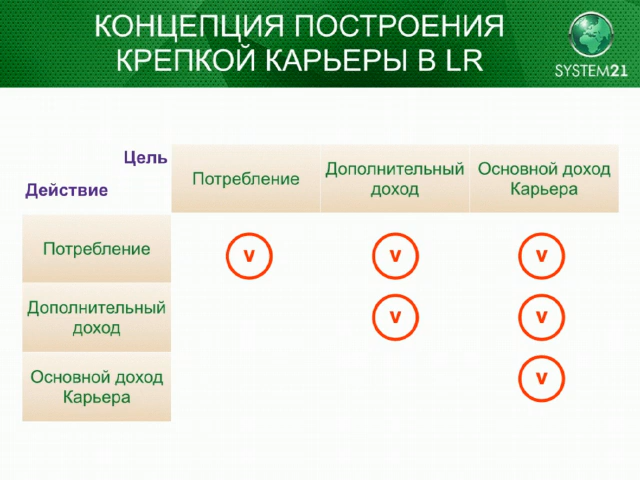 КОНЦЕПЦИЯ ПОСТРОЕНИЯ
КРЕПКОЙ КАРЬЕРЫ В LR
SYSTEM21
Цель
Действие
Потребление
Дополнительный
доход
Основной доход
Карьера
Потребление
v v v
Дополнительный
доход
v v
Основной доход
Карьера
v